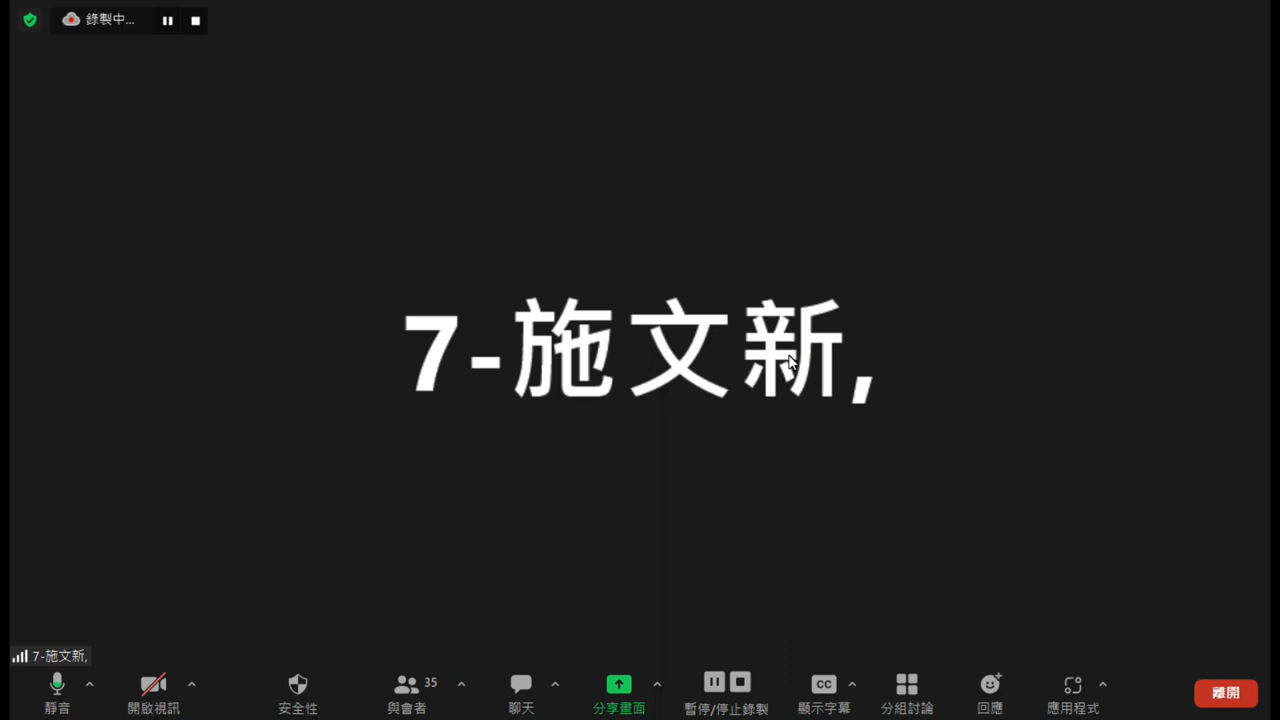 錄製中...
7-施文新,
7-施文新,
靜音
開啟視訊
安全性
與會者
35
聊天
分享畫面
暫停/停止錄製
CC
顯示字幕
分組討論
回應
應用程式
離開